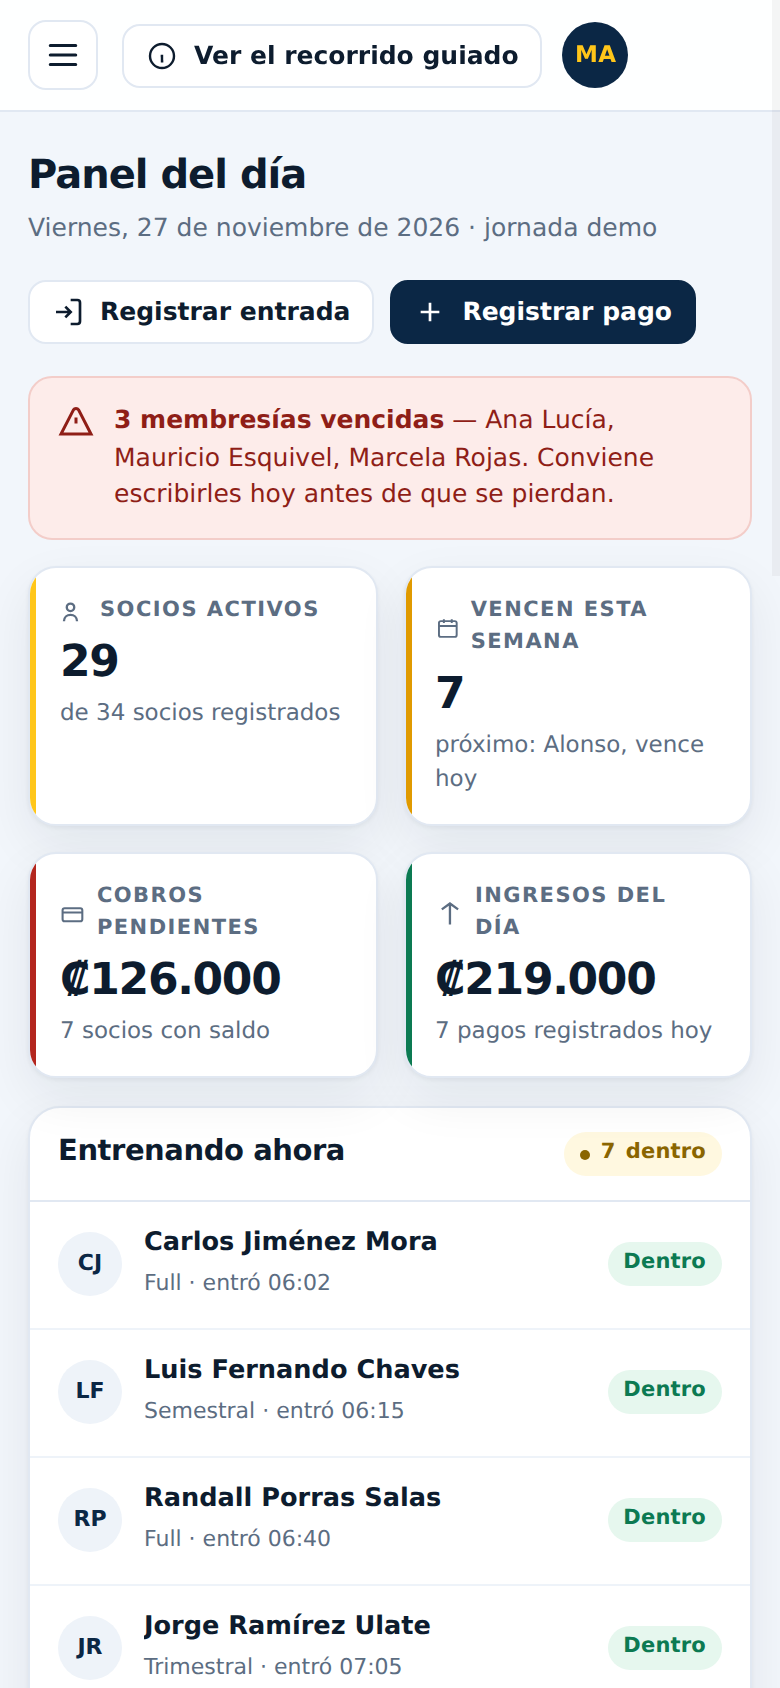 Ver el recorrido guiado
MA
Panel del día
Viernes, 27 de noviembre de 2026 · jornada demo
Registrar entrada
Registrar pago
3 membresías vencidas — Ana Lucía,
Mauricio Esquivel, Marcela Rojas. Conviene
escribirles hoy antes de que se pierdan.
SOCIOS ACTIVOS
29
de 34 socios registrados
VENCEN ESTA
SEMANA
7
próximo: Alonso, vence
hoy
COBROS
PENDIENTES
₡126.000
7 socios con saldo
INGRESOS DEL
DÍA
₡219.000
7 pagos registrados hoy
Entrenando ahora
7 dentro
CJ
Carlos Jiménez Mora
Full · entró 06:02
Dentro
LF
Luis Fernando Chaves
Semestral · entró 06:15
Dentro
RP
Randall Porras Salas
Full · entró 06:40
Dentro
JR
Jorge Ramírez Ulate
Trimestral · entró 07:05
Dentro